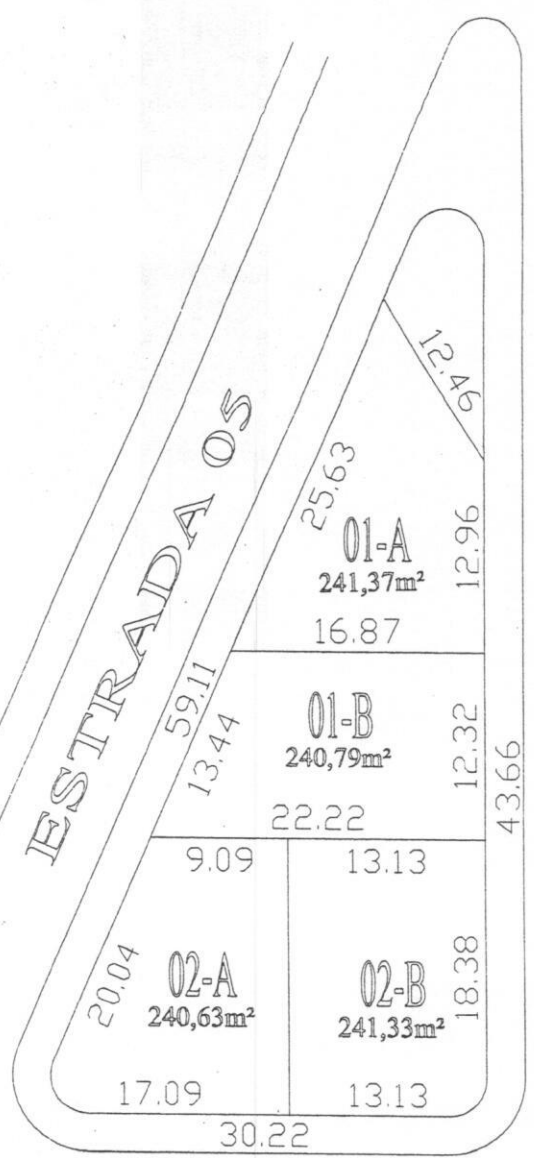 ESTRADA 05
12.46
25.63
01-A
241,37m²
12.96
16.87
59.11
13.44
01-B
240,79m²
12.32
43.66
22.22
9.09
13.13
20.04
02-A
240,63m²
02-B
241,33m²
18.38
17.09
13.13
30.22